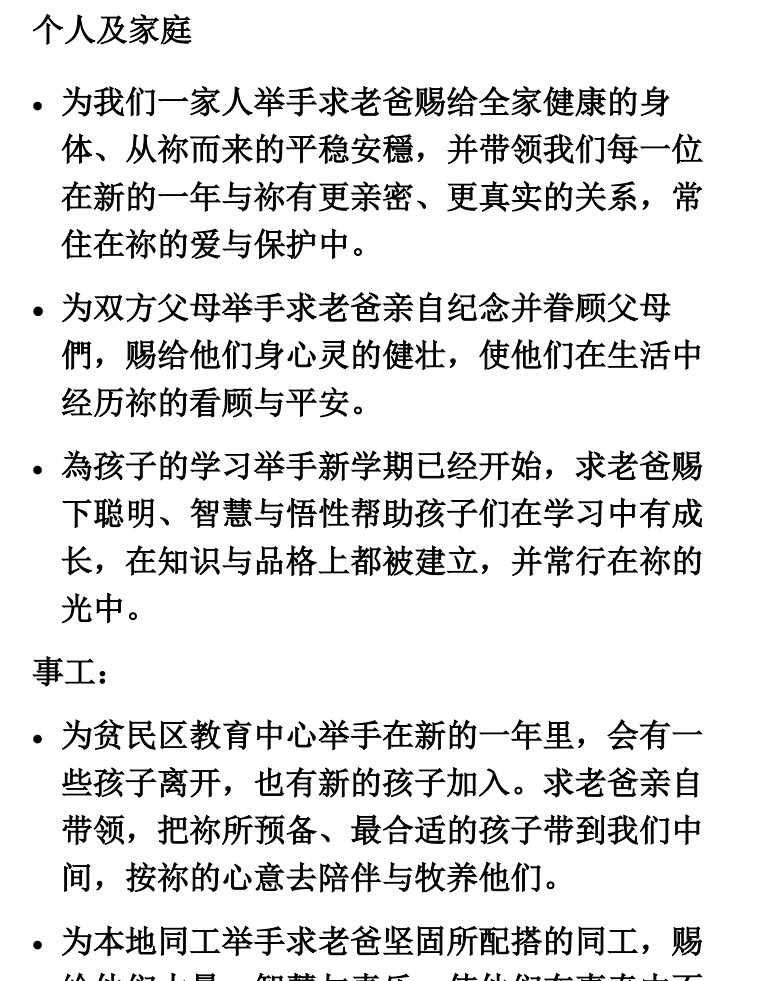 个人及家庭
• 为我们一家人举手求老爸赐给全家健康的身
体、从祢而来的平稳安穩，并带领我们每一位
在新的一年与祢有更亲密、更真实的关系，常
住在祢的爱与保护中。
• 为双方父母举手求老爸亲自纪念并眷顾父母
們，赐给他们身心灵的健壮，使他们在生活中
经历祢的看顾与平安。
• 為孩子的学习举手新学期已经开始，求老爸赐
下聪明、智慧与悟性帮助孩子们在学习中有成
长，在知识与品格上都被建立，并常行在祢的
光中。
事工：
• 为贫民区教育中心举手在新的一年里，会有一
些孩子离开，也有新的孩子加入。求老爸亲自
带领，把祢所预备、最合适的孩子带到我们中
间，按祢的心意去陪伴与牧养他们。
• 为本地同工举手求老爸坚固所配搭的同工，赐